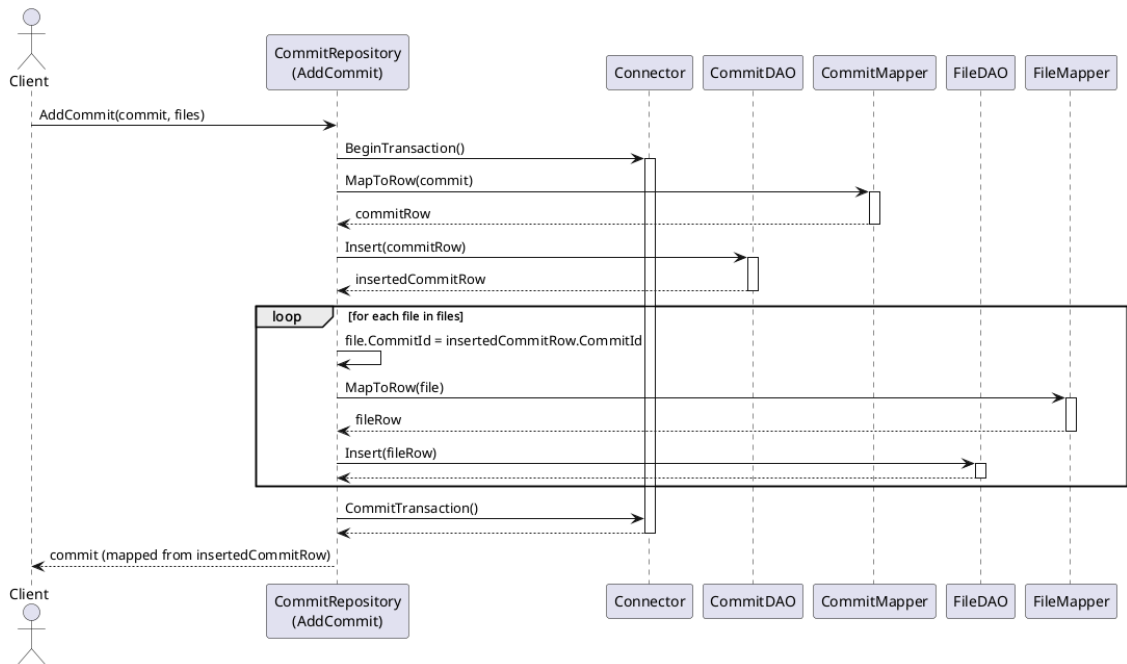 Client
CommitRepository
(AddCommit)
Connector
CommitDAO
CommitMapper
FileDAO
FileMapper
AddCommit(commit, files)
BeginTransaction()
MapToRow(commit)
commitRow
Insert(commitRow)
insertedCommitRow
loop
[for each file in files]
file.CommitId = insertedCommitRow.CommitId
MapToRow(file)
fileRow
Insert(fileRow)
CommitTransaction()
commit (mapped from insertedCommitRow)
Client
CommitRepository
(AddCommit)
Connector
CommitDAO
CommitMapper
FileDAO
FileMapper